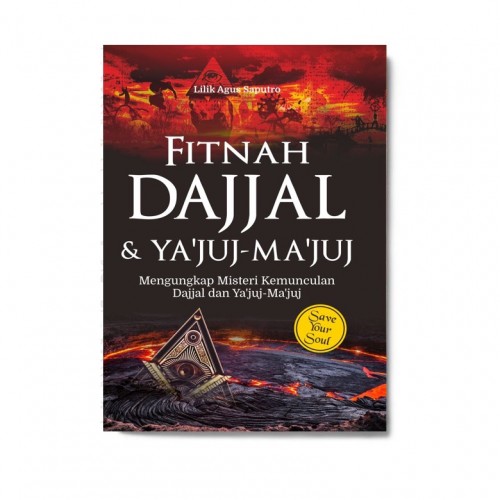 Lilik Agus Saputro
FITNAH
DAJJAL
& YA'JUJ-MA'JUJ
Mengungkap Misteri Kemunculan
Dajjal dan Ya'juj-Ma'juj
Save
Your
Soul